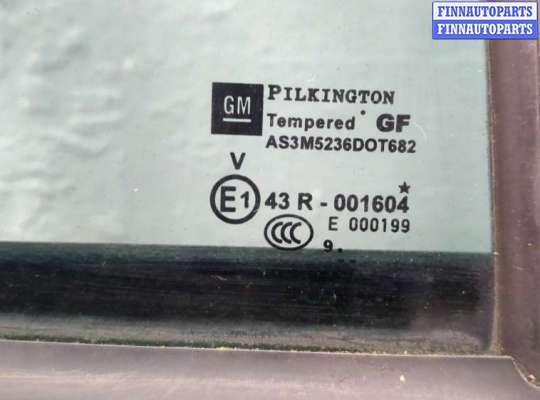 FINNAUTOPARTS
FINNAUTOPARTS
GM
PILKINGTON
Tempered GF
AS3M5236DOT682
V
E1 43 R - 001604
CCC E 000199
9.